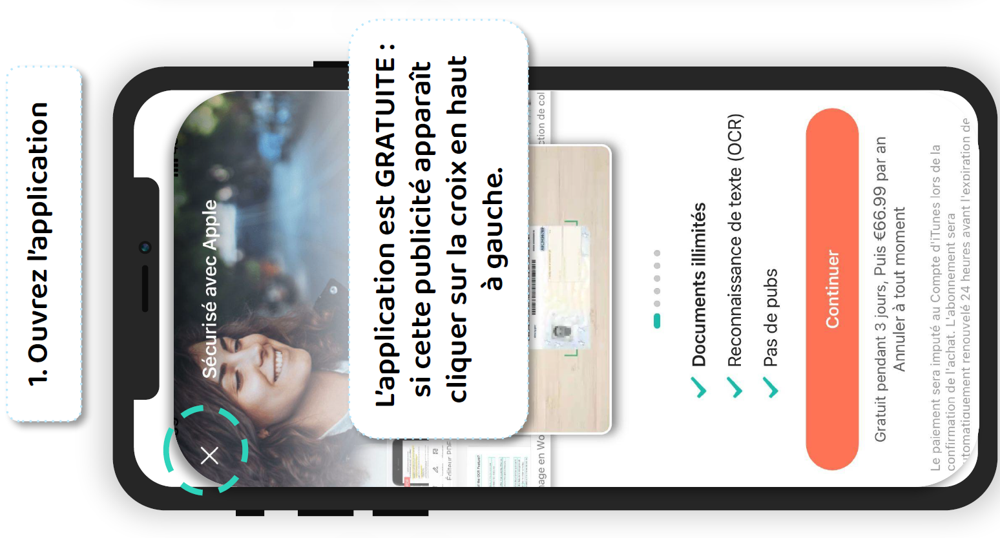 1. Ouvrez l'application
Sécurisé avec Apple
L'application est GRATUITE :
si cette publicité apparaît
cliquer sur la croix en haut
à gauche.
Éditeur PDF
Documents illimités
Reconnaissance de texte (OCR)
Pas de pubs
Continuer
Gratuit pendant 3 jours, Puis €66.99 par an
Annuler à tout moment
Le paiement sera imputé au Compte d'iTunes lors de la
confirmation de l'achat. L'abonnement sera
utomatiquement renouvelé 24 heures avant l'expiration de